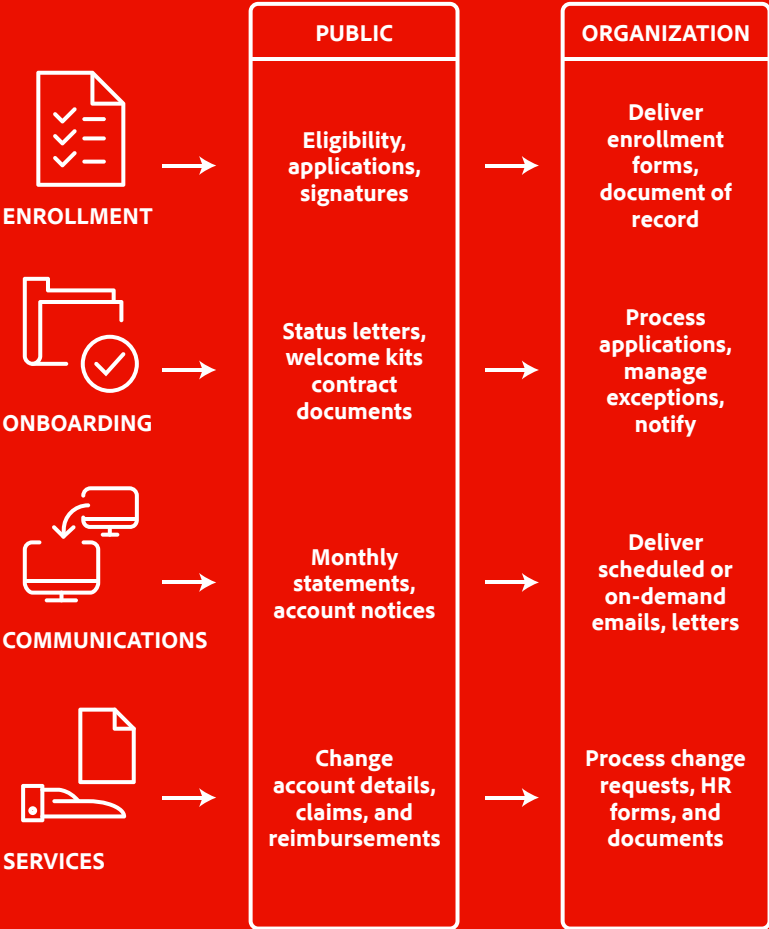 PUBLIC
ORGANIZATION
ENROLLMENT
Eligibility,
applications,
signatures
Deliver
enrollment
forms,
document of
record
ONBOARDING
Status letters,
welcome kits
contract
documents
Process
applications,
manage
exceptions,
notify
COMMUNICATIONS
Monthly
statements,
account notices
Deliver
scheduled or
on-demand
emails, letters
SERVICES
Change
account details,
claims, and
reimbursements
Process change
requests, HR
forms, and
documents